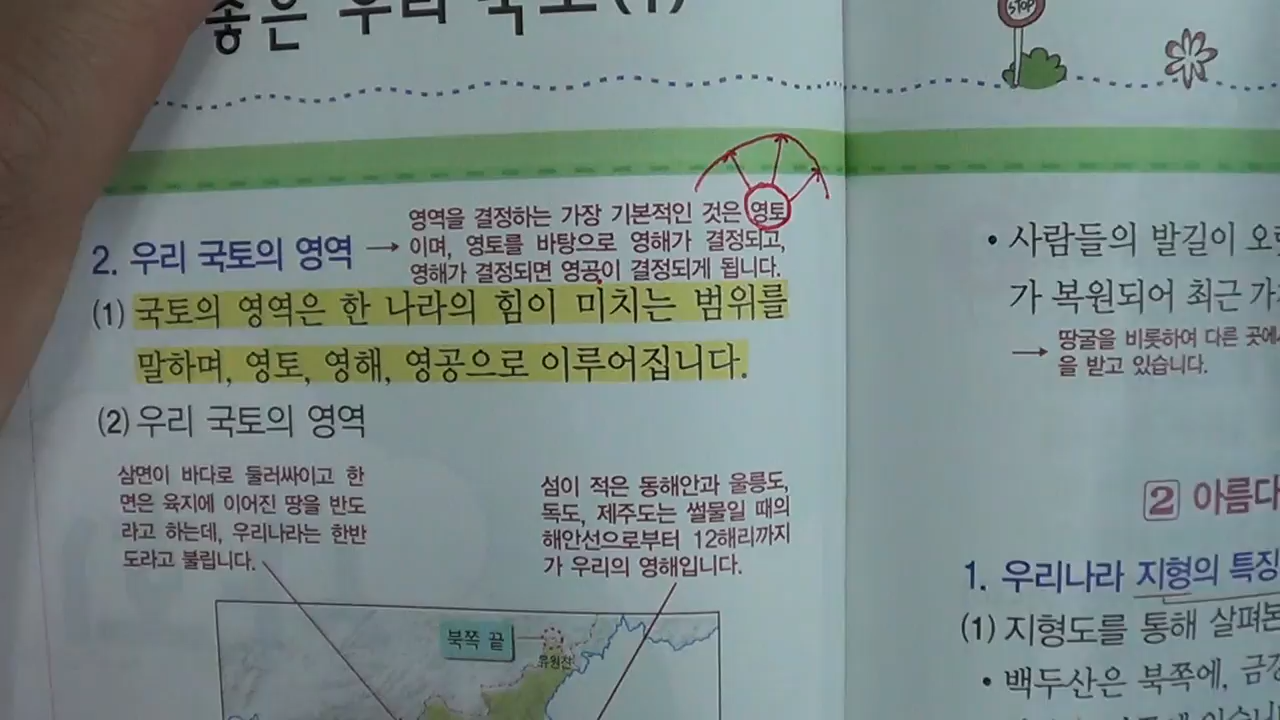 좋은 우리 국토(1)
STOP
영역을 결정하는 가장 기본적인 것은 영토
2. 우리 국토의 영역 → 이며, 영토를 바탕으로 영해가 결정되고,
영해가 결정되면 영공이 결정되게 됩니다.
(1) 국토의 영역은 한 나라의 힘이 미치는 범위를
말하며, 영토, 영해, 영공으로 이루어집니다.
(2) 우리 국토의 영역
삼면이 바다로 둘러싸이고 한
면은 육지에 이어진 땅을 반도
라고 하는데, 우리나라는 한반
도라고 불립니다.
섬이 적은 동해안과 울릉도,
독도, 제주도는 썰물일 때의
해안선으로부터 12해리까지
가 우리의 영해입니다.
북쪽 끝
유원진
• 사람들의 발길이
가 복원되어 최근
→ 땅굴을 비롯하여 다른 곳에
을 받고 있습니다.
2 아름다
1. 우리나라 지형의 특징
(1) 지형도를 통해 살펴본
• 백두산은 북쪽에,